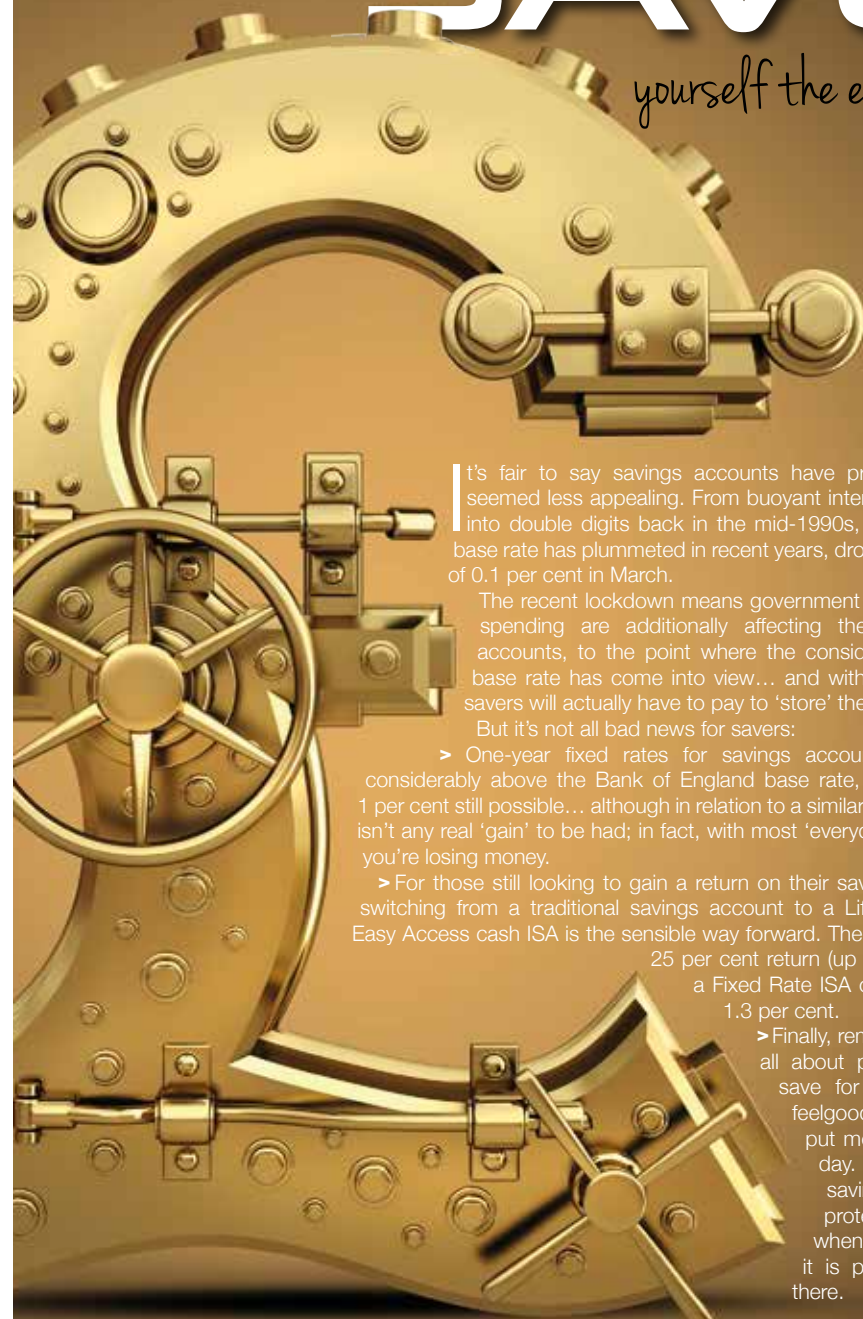 yourself the e
It’s fair to say savings accounts have pr
seemed less appealing. From buoyant inter
into double digits back in the mid-1990s,
base rate has plummeted in recent years, dro
of 0.1 per cent in March.
The recent lockdown means government
spending are additionally affecting the
accounts, to the point where the consid
base rate has come into view… and with
savers will actually have to pay to ‘store’ the
But it’s not all bad news for savers:
> One-year fixed rates for savings accou
considerably above the Bank of England base rate,
1 per cent still possible… although in relation to a similar
isn’t any real ‘gain’ to be had; in fact, with most ‘everyd
you’re losing money.
> For those still looking to gain a return on their sav
switching from a traditional savings account to a Lif
Easy Access cash ISA is the sensible way forward. The
25 per cent return (up
a Fixed Rate ISA c
1.3 per cent.
> Finally, rem
all about p
save for
feelgood
put mo
day.
savin
prote
when
it is p
there.